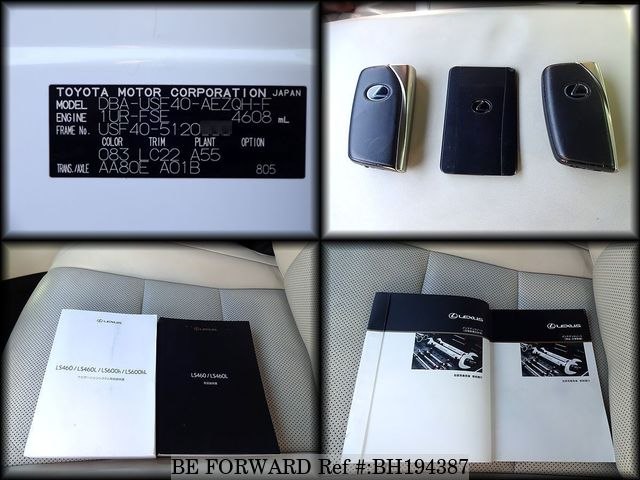 TOYOTA MOTOR CORPORATION JAPAN
MODEL DBA-USF40-AEZQH-F
ENGINE 1UR-FSE 4608 mL
FRAME No. USF40-5120
COLOR TRIM PLANT OPTION
083 LC22 A55
TRANS./AXLE AA80E A01B 805
LEXUS
LS460 / LS460L / LS600h / LS600hL
LS460 / LS460L
LEXUS
LEXUS
BE FORWARD Ref #:BH194387